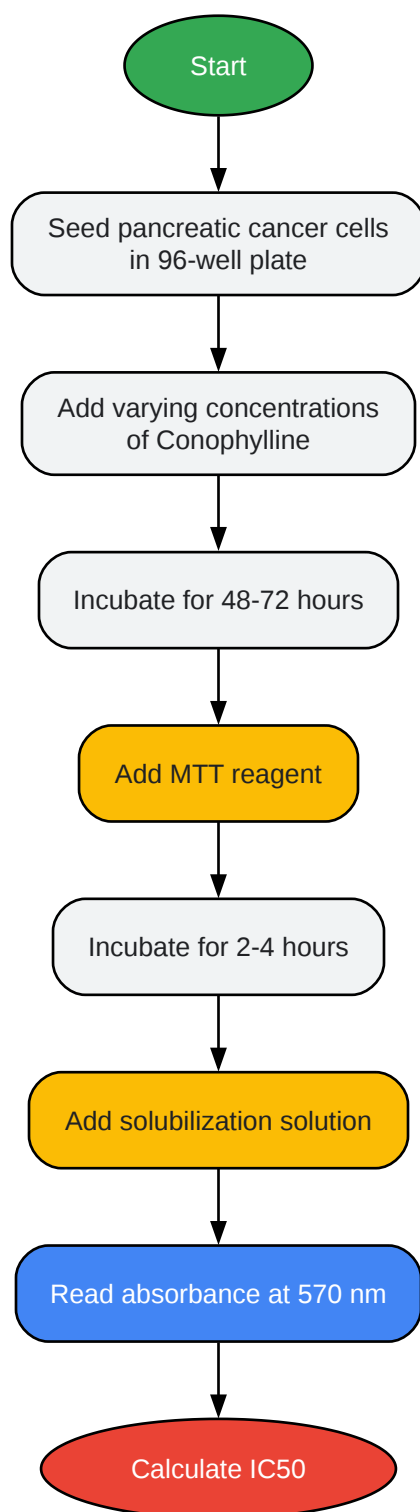 Start
Seed pancreatic cancer cells
in 96-well plate
Add varying concentrations
of Conophylline
Incubate for 48-72 hours
Add MTT reagent
Incubate for 2-4 hours
Add solubilization solution
Read absorbance at 570 nm
Calculate IC50